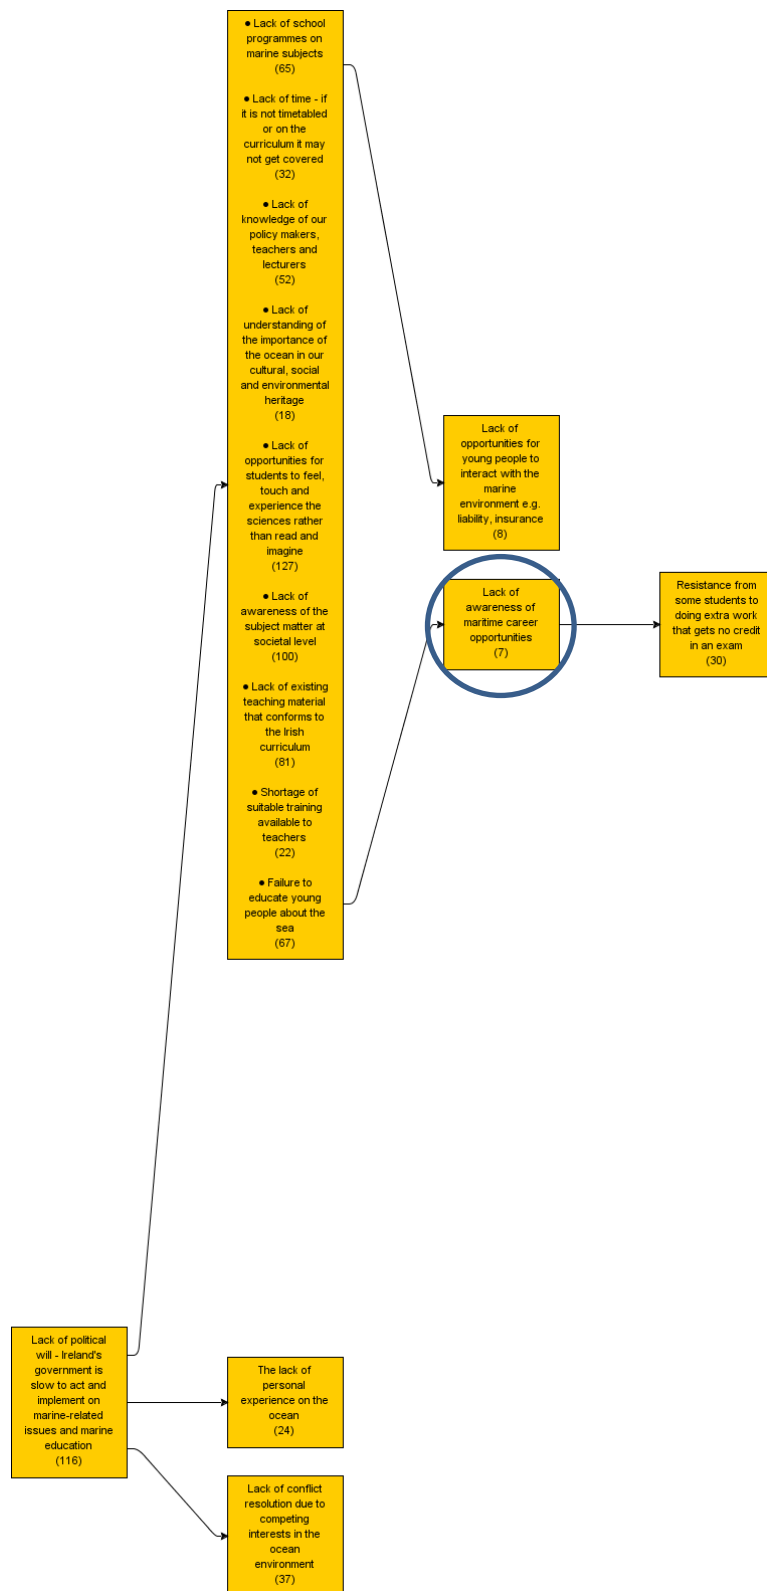 ● Lack of school
programmes on
marine subjects
(65)
● Lack of time - if
it is not timetabled
or on the
curriculum it may
not get covered
(32)
● Lack of
knowledge of our
policy makers,
teachers and
lecturers
(52)
● Lack of
understanding of
the importance of
the ocean in our
cultural, social
and environmental
heritage
(18)
● Lack of
opportunities for
students to feel,
touch and
experience the
sciences rather
than read and
imagine
(127)
● Lack of
awareness of the
subject matter at
societal level
(100)
● Lack of existing
teaching material
that conforms to
the Irish
curriculum
(81)
● Shortage of
suitable training
available to
teachers
(22)
● Failure to
educate young
people about the
sea
(67)
Lack of
opportunities for
young people to
interact with the
marine
environment e.g.
liability, insurance
(8)
Lack of
awareness of
maritime career
opportunities
(7)
Resistance from
some students to
doing extra work
that gets no credit
in an exam
(30)
Lack of political
will - Ireland's
government is
slow to act and
implement on
marine-related
issues and marine
education
(116)
The lack of
personal
experience on the
ocean
(24)
Lack of conflict
resolution due to
competing
interests in the
ocean
environment
(37)